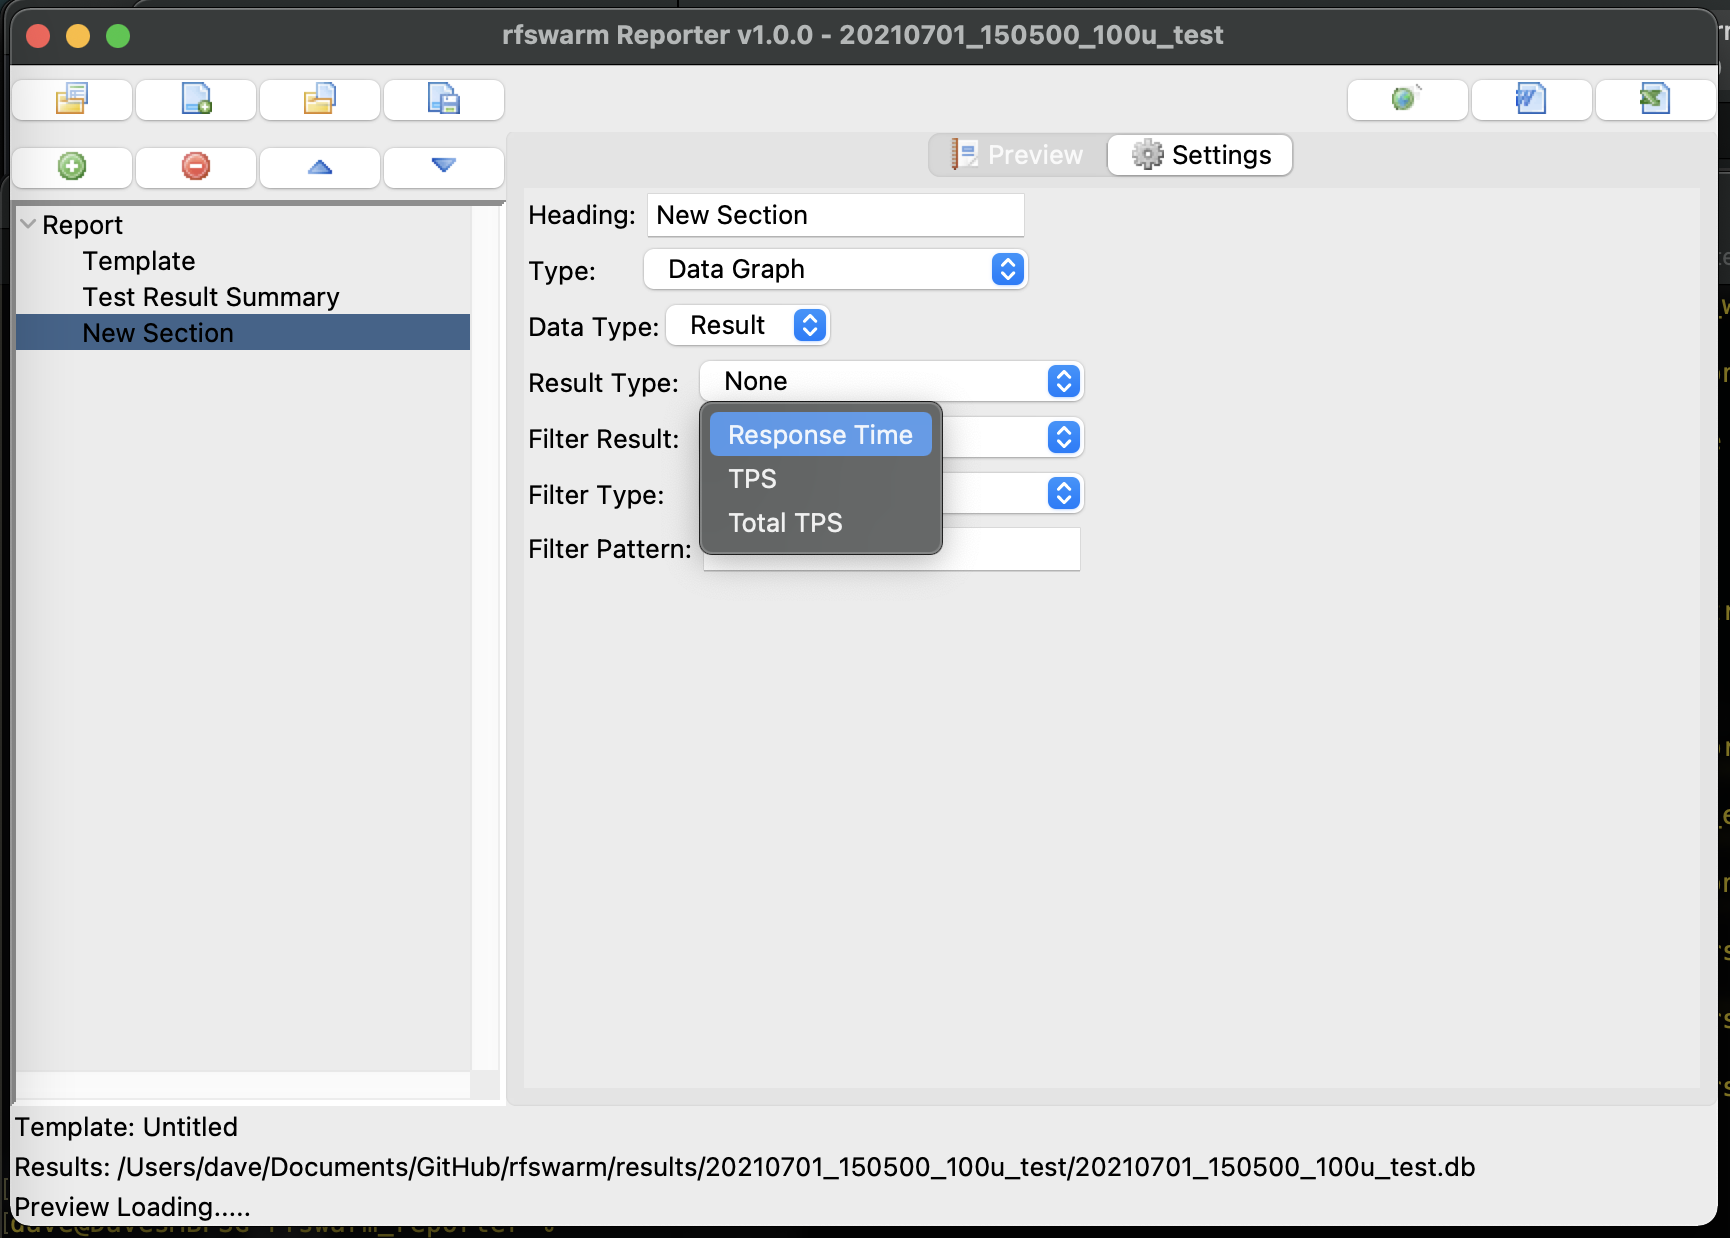 rfswarm Reporter v1.0.0 - 20210701_150500_100u_test
Preview
Settings
Report
Template
Test Result Summary
New Section
Heading: New Section
Type: Data Graph
Data Type: Result
Result Type: None
Response Time
Filter Result:
TPS
Filter Type:
Total TPS
Filter Pattern:
Template: Untitled
Results: /Users/dave/Documents/GitHub/rfswarm/results/20210701_150500_100u_test/20210701_150500_100u_test.db
Preview Loading.....